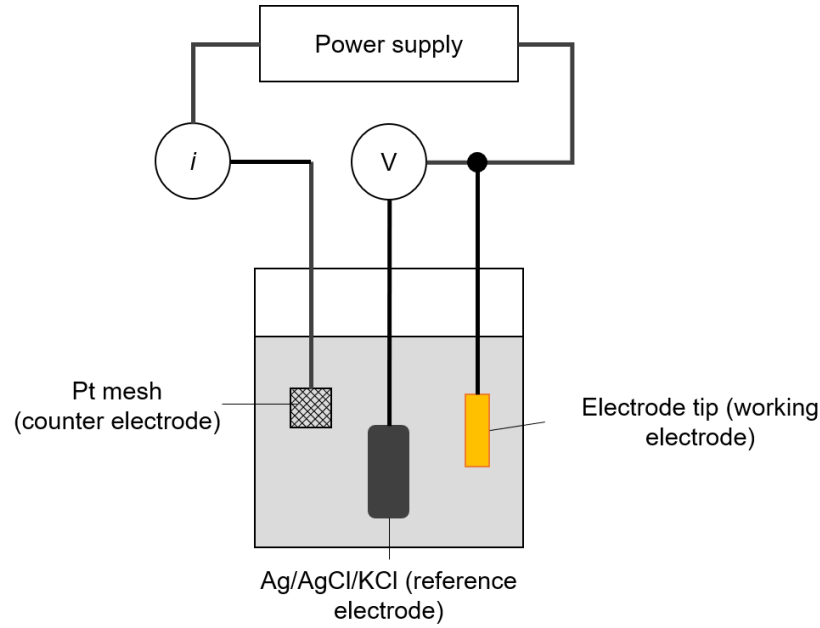 Power supply
i
V
Pt mesh
(counter electrode)
Electrode tip (working
electrode)
Ag/AgCl/KCl (reference
electrode)